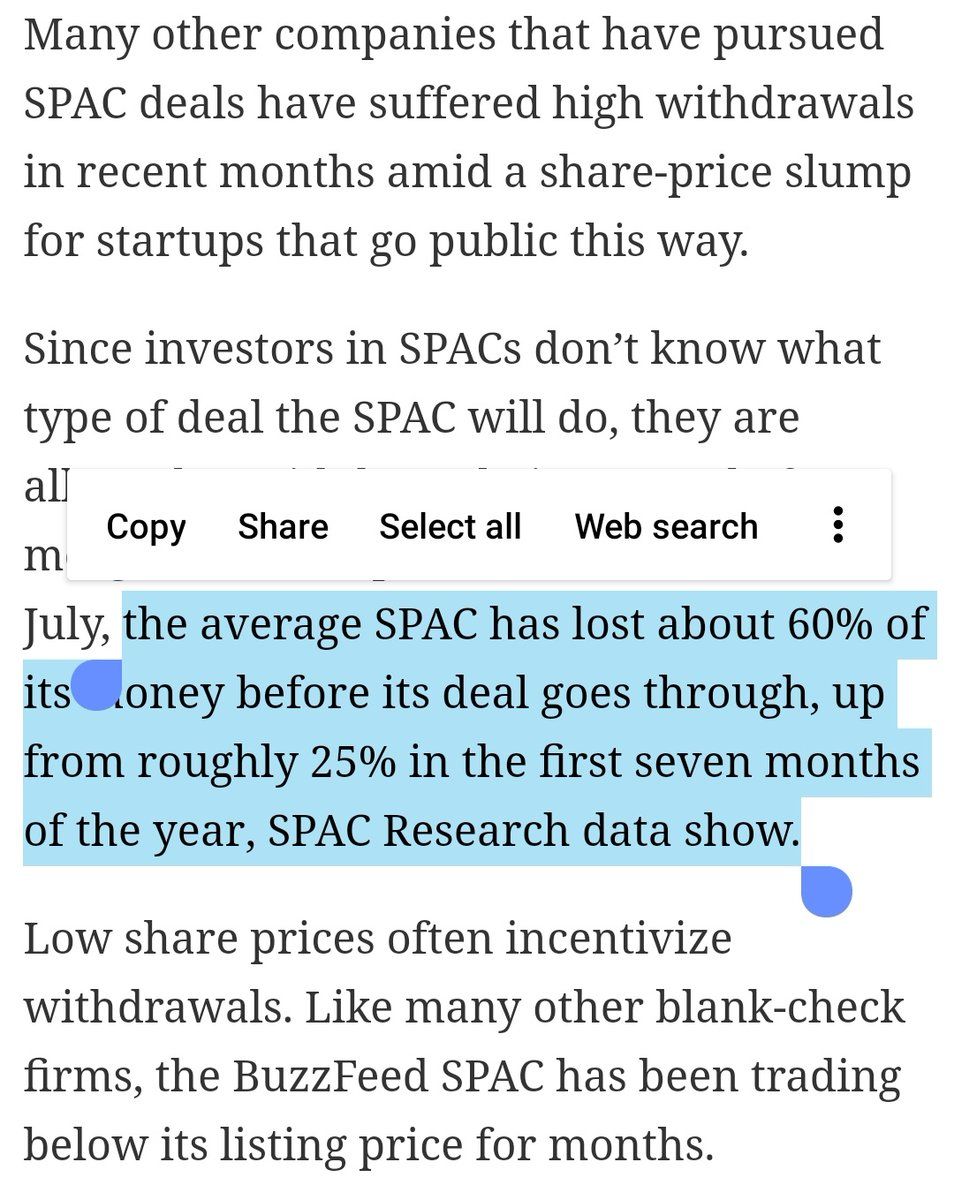 Many other companies that have pursued
SPAC deals have suffered high withdrawals
in recent months amid a share-price slump
for startups that go public this way.
Since investors in SPACs don’t know what
type of deal the SPAC will do, they are
Copy Share Select all Web search
July, the average SPAC has lost about 60% of
its money before its deal goes through, up
from roughly 25% in the first seven months
of the year, SPAC Research data show.
Low share prices often incentivize
withdrawals. Like many other blank-check
firms, the BuzzFeed SPAC has been trading
below its listing price for months.